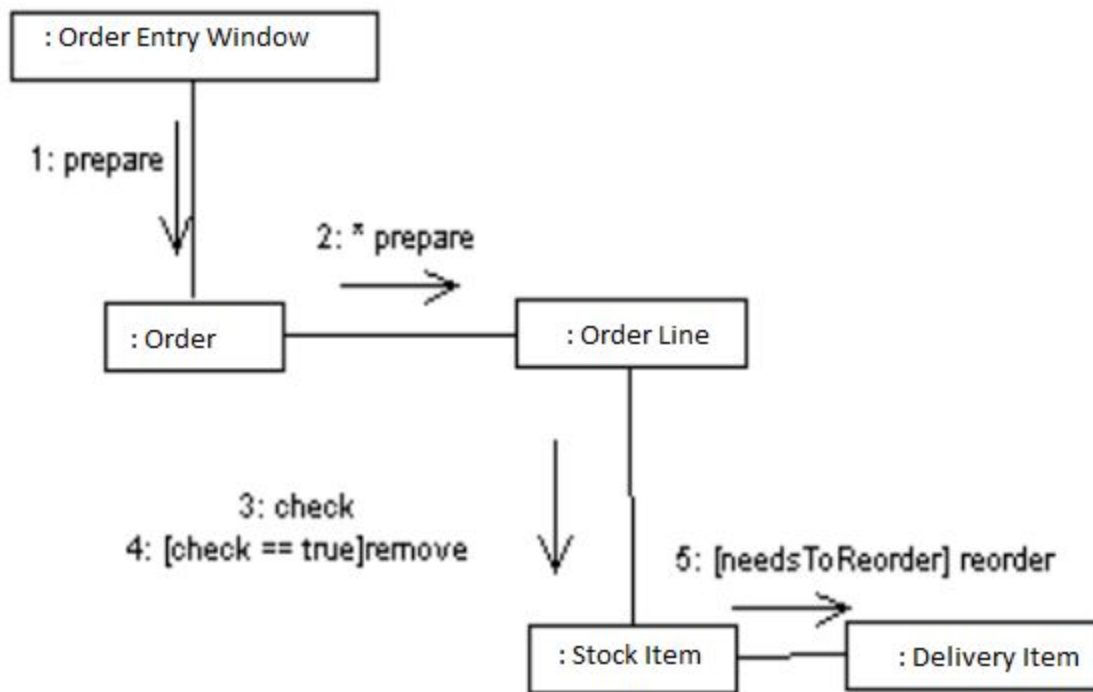 : Order Entry Window
1: prepare
2: * prepare
: Order
: Order Line
3: check
4: [check == true]remove
5: [needsToReorder] reorder
: Stock Item
: Delivery Item